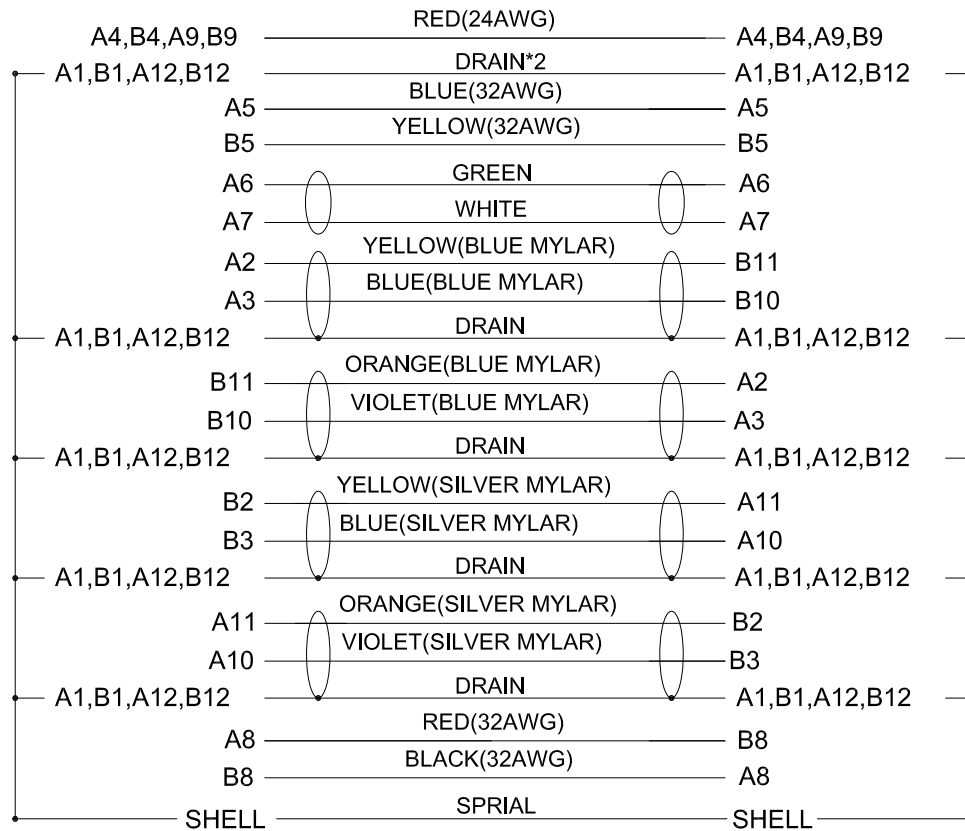 A4,B4,A9,B9 RED(24AWG) A4,B4,A9,B9
A1,B1,A12,B12 DRAIN*2 A1,B1,A12,B12
A5 BLUE(32AWG) A5
B5 YELLOW(32AWG) B5
A6 GREEN A6
A7 WHITE A7
A2 YELLOW(BLUE MYLAR) B11
A3 BLUE(BLUE MYLAR) B10
A1,B1,A12,B12 DRAIN A1,B1,A12,B12
B11 ORANGE(BLUE MYLAR) A2
B10 VIOLET(BLUE MYLAR) A3
A1,B1,A12,B12 DRAIN A1,B1,A12,B12
B2 YELLOW(SILVER MYLAR) A11
B3 BLUE(SILVER MYLAR) A10
A1,B1,A12,B12 DRAIN A1,B1,A12,B12
A11 ORANGE(SILVER MYLAR) B2
A10 VIOLET(SILVER MYLAR) B3
A1,B1,A12,B12 DRAIN A1,B1,A12,B12
A8 RED(32AWG) B8
B8 BLACK(32AWG) A8
SHELL SPRIAL SHELL